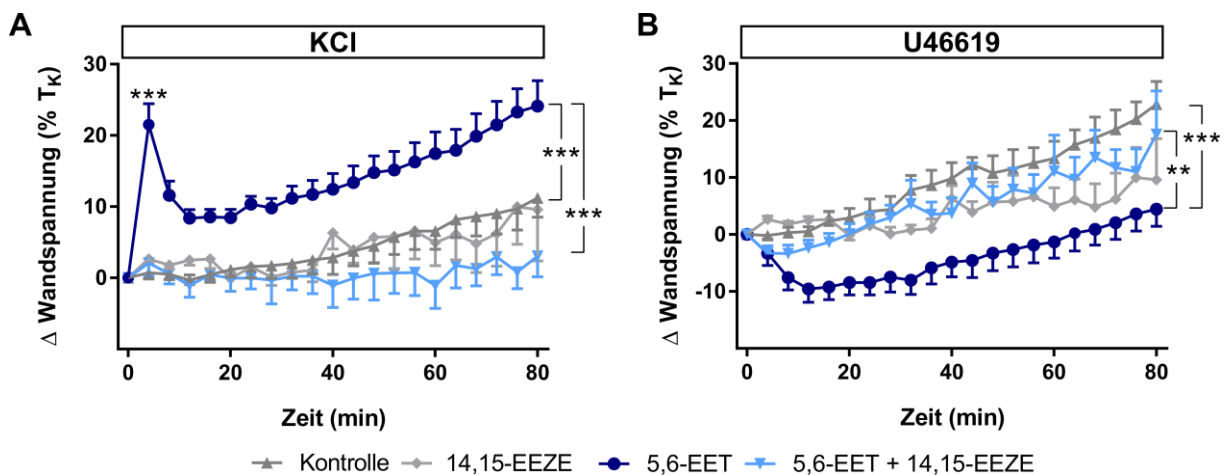 A
KCl
B
U46619
Δ Wandspannung (% Tκ)
30
20
10
0
***
***
***
0
20
40
60
80
Zeit (min)
Δ Wandspannung (% Tκ)
30
20
10
0
-10
***
**
0
20
40
60
80
Zeit (min)
Kontrolle 14,15-EEZE 5,6-EET 5,6-EET + 14,15-EEZE